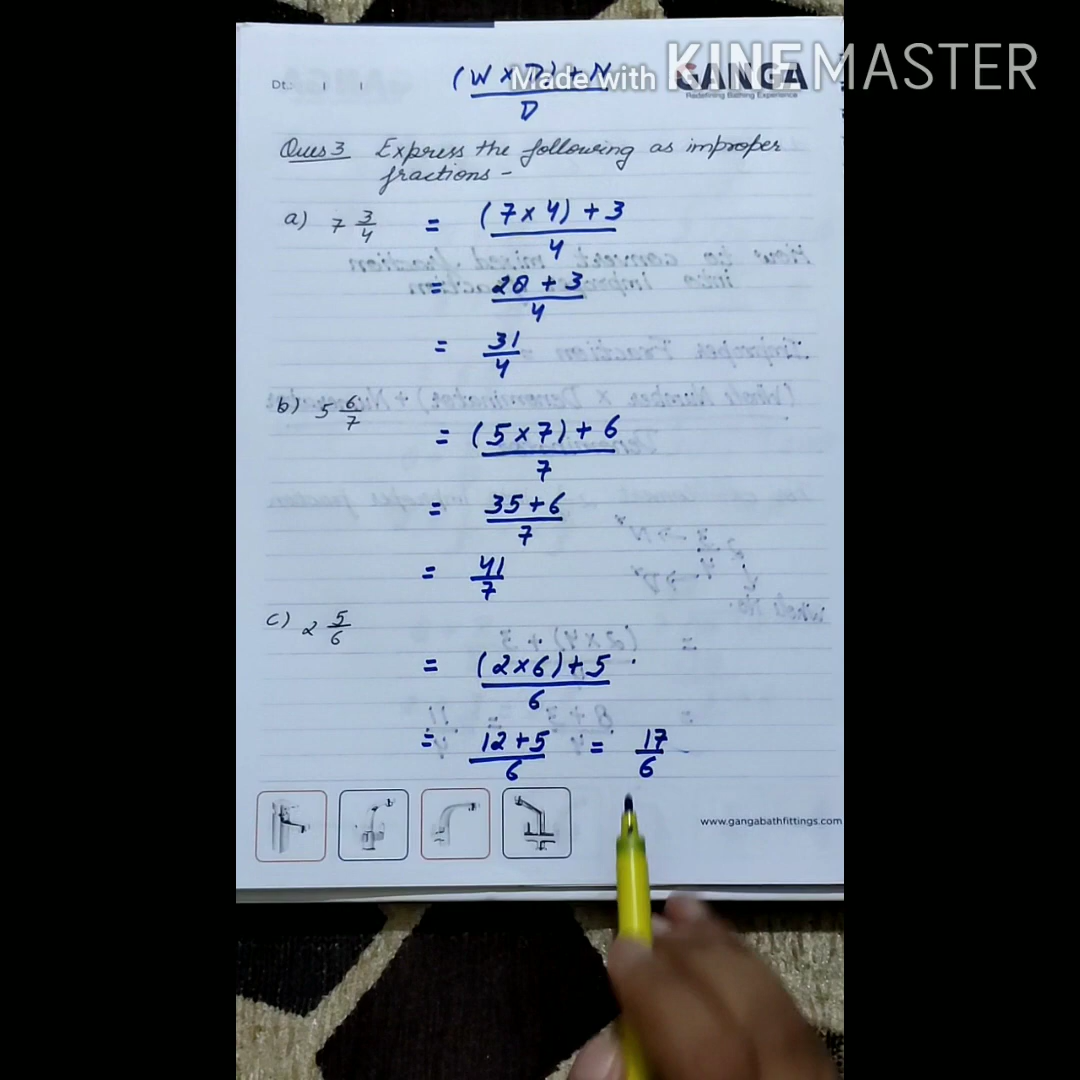 Made with KINEMASTER
GANGA
Redefining Bathing Experience
Dt.
(W × D) + N
D
Ques 3 Express the following as improper
fractions -
a) 7 3/4 = (7 × 4) + 3
4
= 28 + 3
4
= 31
4
b) 5 6/7
= (5 × 7) + 6
7
= 35 + 6
7
= 41
7
c) 2 5/6
= (2 × 6) + 5
6
= 12 + 5 = 17
6 6
www.gangabathfittings.com